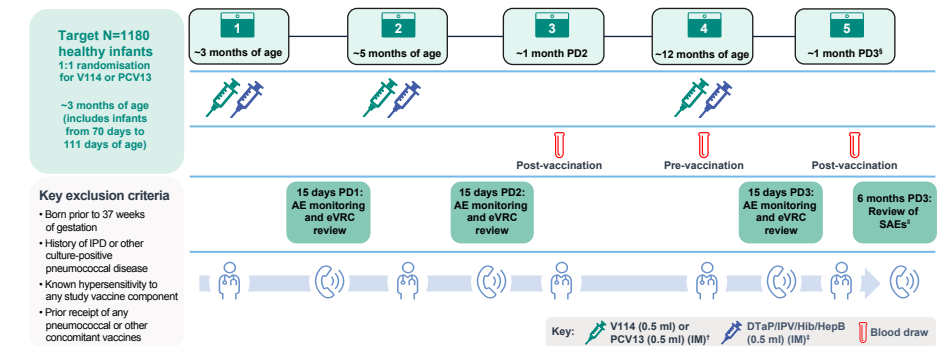 Target N=1180
healthy infants
1:1 randomisation
for V114 or PCV13
~3 months of age
(includes infants
from 70 days to
111 days of age)
1
~3 months of age
2
~5 months of age
3
~1 month PD2
4
~12 months of age
5
~1 month PD3§
Post-vaccination
Pre-vaccination
Post-vaccination
Key exclusion criteria
• Born prior to 37 weeks
of gestation
• History of IPD or other
culture-positive
pneumococcal disease
• Known hypersensitivity to
any study vaccine component
• Prior receipt of any
pneumococcal or other
concomitant vaccines
15 days PD1:
AE monitoring
and eVRC
review
15 days PD2:
AE monitoring
and eVRC
review
15 days PD3:
AE monitoring
and eVRC
review
6 months PD3:
Review of
SAEs‖
Key:
V114 (0.5 ml) or
PCV13 (0.5 ml) (IM)†
DTaP/IPV/Hib/HepB
(0.5 ml) (IM)‡
Blood draw